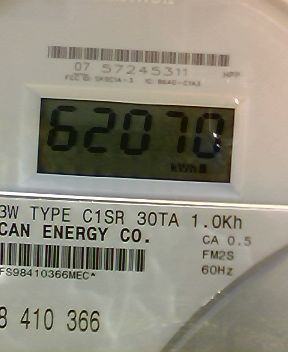 07 57245311
62070
kWh
3W TYPE C1SR 30TA 1.0Kh
CAN ENERGY CO.
CA 0.5
FM2S
60Hz
FS98410366MEC*
8 410 366